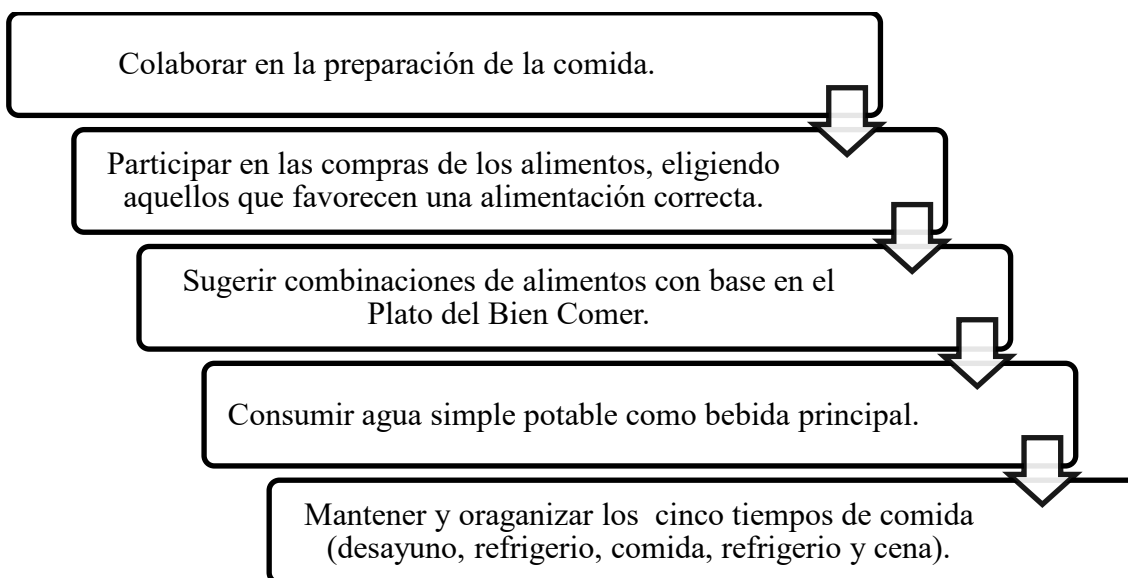 Colaborar en la preparación de la comida.
Participar en las compras de los alimentos, eligiendo
aquellos que favorecen una alimentación correcta.
Sugerir combinaciones de alimentos con base en el
Plato del Bien Comer.
Consumir agua simple potable como bebida principal.
Mantener y oraganizar los  cinco tiempos de comida
(desayuno, refrigerio, comida, refrigerio y cena).